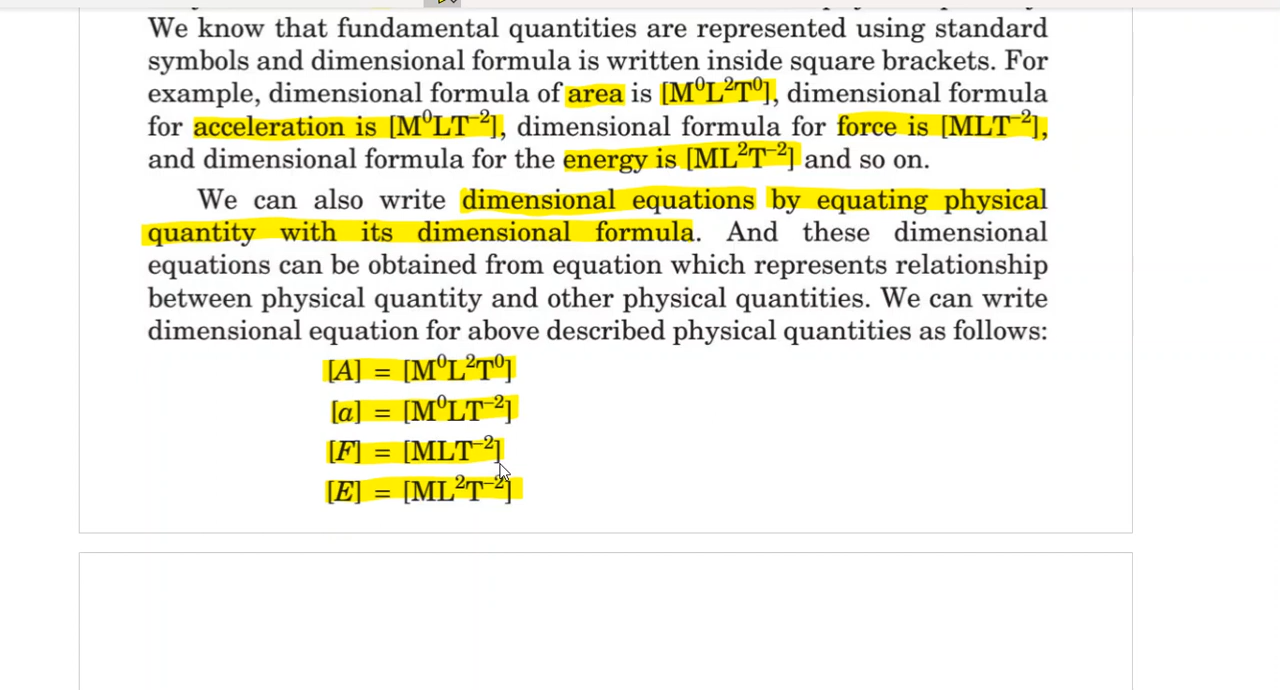 We know that fundamental quantities are represented using standard
symbols and dimensional formula is written inside square brackets. For
example, dimensional formula of area is [M⁰L²T⁰], dimensional formula
for acceleration is [M⁰LT⁻²], dimensional formula for force is [MLT⁻²],
and dimensional formula for the energy is [ML²T⁻²] and so on.
We can also write dimensional equations by equating physical
quantity with its dimensional formula. And these dimensional
equations can be obtained from equation which represents relationship
between physical quantity and other physical quantities. We can write
dimensional equation for above described physical quantities as follows:
[A] = [M⁰L²T⁰]
[a] = [M⁰LT⁻²]
[F] = [MLT⁻²]
[E] = [ML²T⁻²]